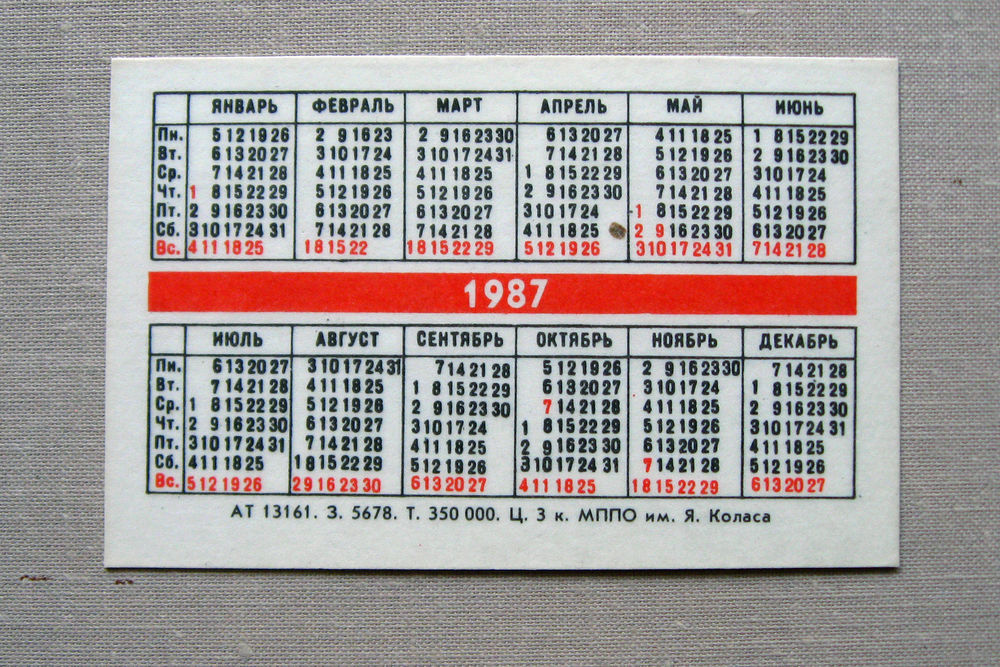 ЯНВАРЬ ФЕВРАЛЬ МАРТ АПРЕЛЬ МАЙ ИЮНЬ
Пн. 5 12 19 26 2 9 16 23 2 9 16 23 30 6 13 20 27 4 11 18 25 1 8 15 22 29
Вт. 6 13 20 27 3 10 17 24 3 10 17 24 31 7 14 21 28 5 12 19 26 2 9 16 23 30
Ср. 7 14 21 28 4 11 18 25 4 11 18 25 1 8 15 22 29 6 13 20 27 3 10 17 24
Чт. 1 8 15 22 29 5 12 19 26 5 12 19 26 2 9 16 23 30 7 14 21 28 4 11 18 25
Пт. 2 9 16 23 30 6 13 20 27 6 13 20 27 3 10 17 24 1 8 15 22 29 5 12 19 26
Сб. 3 10 17 24 31 7 14 21 28 7 14 21 28 4 11 18 25 2 9 16 23 30 6 13 20 27
Вс. 4 11 18 25 1 8 15 22 1 8 15 22 29 5 12 19 26 3 10 17 24 31 7 14 21 28
1987
ИЮЛЬ АВГУСТ СЕНТЯБРЬ ОКТЯБРЬ НОЯБРЬ ДЕКАБРЬ
Пн. 6 13 20 27 3 10 17 24 31 7 14 21 28 5 12 19 26 2 9 16 23 30 7 14 21 28
Вт. 7 14 21 28 4 11 18 25 1 8 15 22 29 6 13 20 27 3 10 17 24 1 8 15 22 29
Ср. 1 8 15 22 29 5 12 19 26 2 9 16 23 30 7 14 21 28 4 11 18 25 2 9 16 23 30
Чт. 2 9 16 23 30 6 13 20 27 3 10 17 24 1 8 15 22 29 5 12 19 26 3 10 17 24 31
Пт. 3 10 17 24 31 7 14 21 28 4 11 18 25 2 9 16 23 30 6 13 20 27 4 11 18 25
Сб. 4 11 18 25 1 8 15 22 29 5 12 19 26 3 10 17 24 31 7 14 21 28 5 12 19 26
Вс. 5 12 19 26 2 9 16 23 30 6 13 20 27 4 11 18 25 1 8 15 22 29 6 13 20 27
АТ 13161. З. 5678. Т. 350 000. Ц. 3 к. МППО им. Я. Коласа